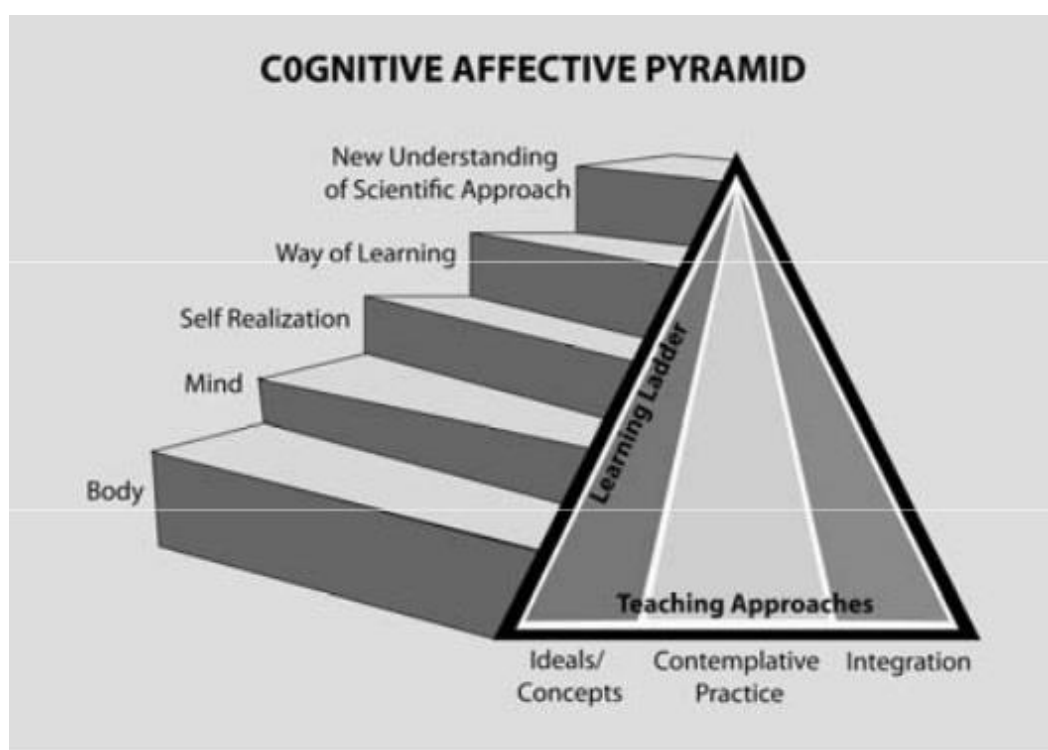 C0GNITIVE AFFECTIVE PYRAMID
New Understanding
of Scientific Approach
Way of Learning
Self Realization
Mind
Body
Learning Ladder
Teaching Approaches
Ideals/
Concepts
Contemplative
Practice
Integration